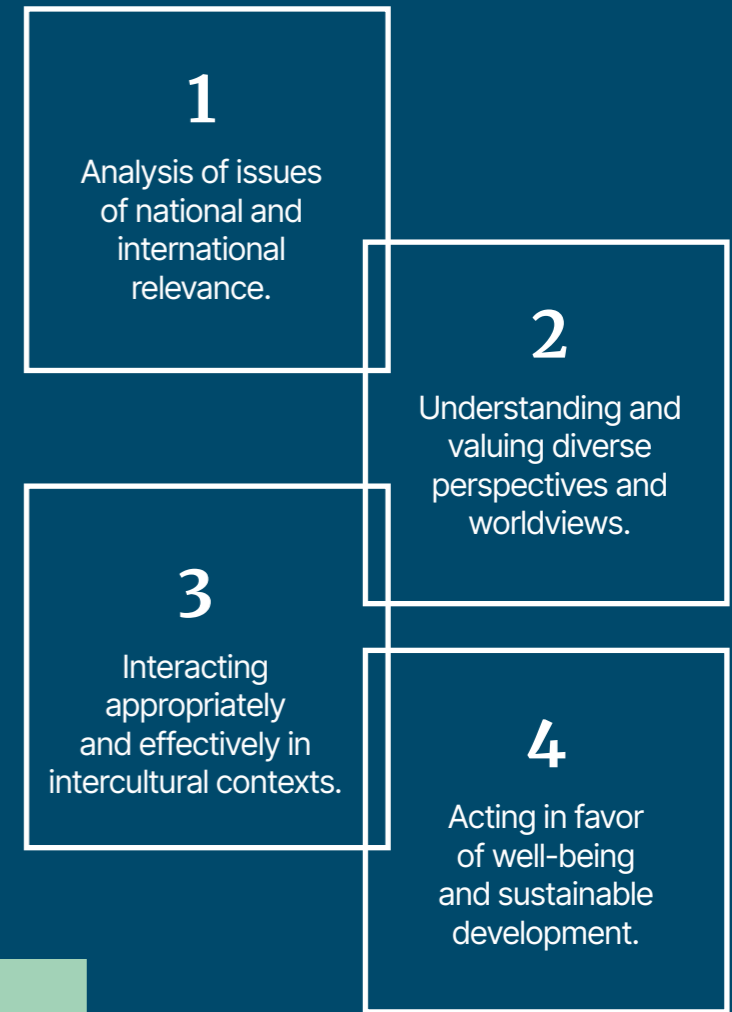 1
Analysis of issues
of national and
international
relevance.
2
Understanding and
valuing diverse
perspectives and
worldviews.
3
Interacting
appropriately
and effectively in
intercultural contexts.
4
Acting in favor
of well-being
and sustainable
development.